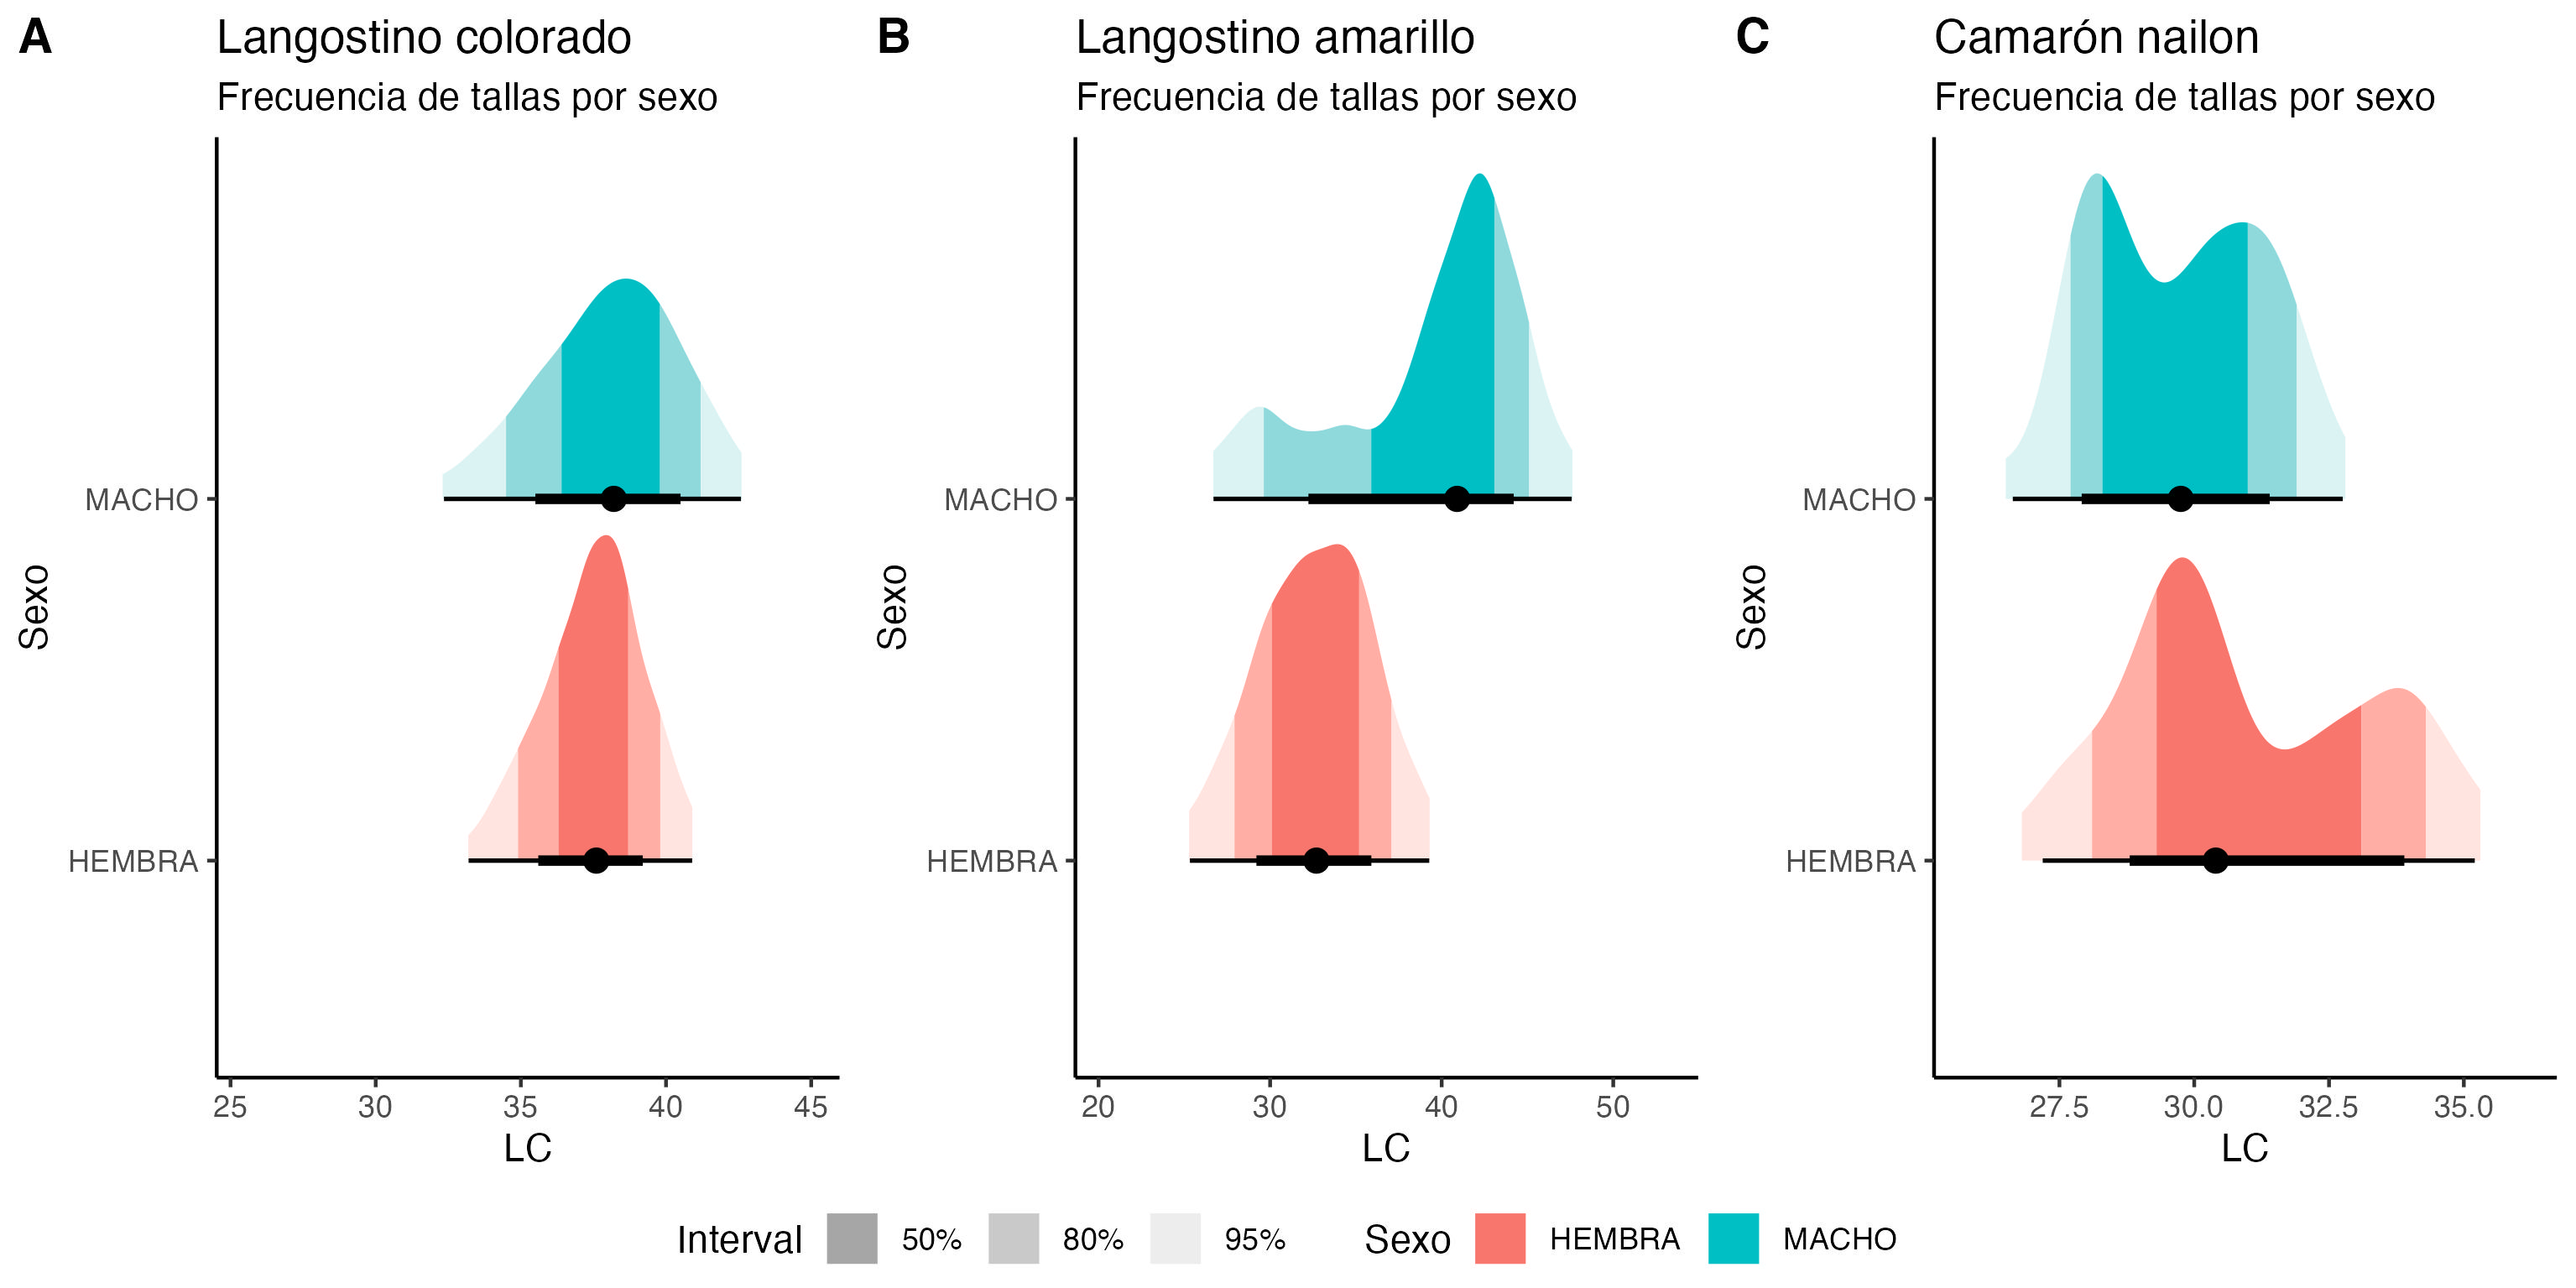 A
Langostino colorado
Frecuencia de tallas por sexo
Sexo
MACHO
HEMBRA
25 30 35 40 45
LC
B
Langostino amarillo
Frecuencia de tallas por sexo
Sexo
MACHO
HEMBRA
20 30 40 50
LC
C
Camarón nailon
Frecuencia de tallas por sexo
Sexo
MACHO
HEMBRA
27.5 30.0 32.5 35.0
LC
Interval 50% 80% 95% Sexo HEMBRA MACHO